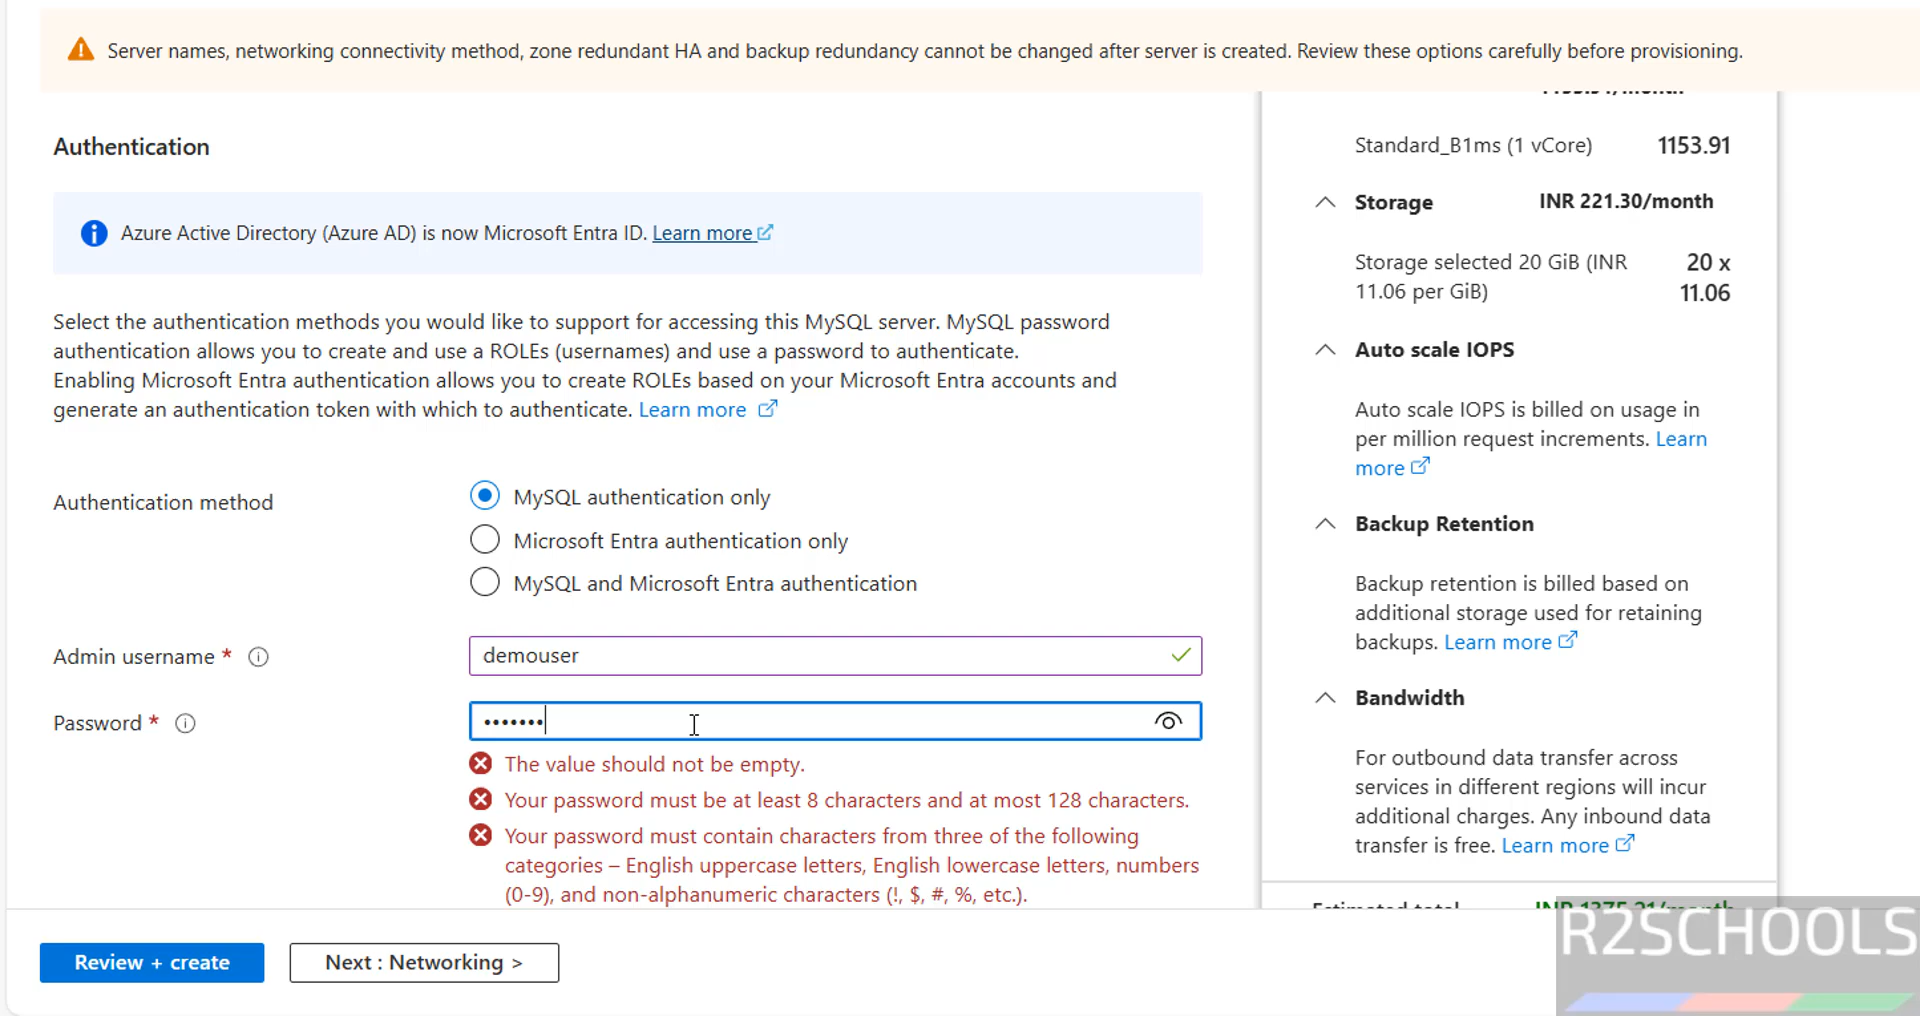 Server names, networking connectivity method, zone redundant HA and backup redundancy cannot be changed after server is created. Review these options carefully before provisioning.
Authentication
Azure Active Directory (Azure AD) is now Microsoft Entra ID. Learn more
Select the authentication methods you would like to support for accessing this MySQL server. MySQL password
authentication allows you to create and use a ROLEs (usernames) and use a password to authenticate.
Enabling Microsoft Entra authentication allows you to create ROLEs based on your Microsoft Entra accounts and
generate an authentication token with which to authenticate. Learn more
Authentication method
MySQL authentication only
Microsoft Entra authentication only
MySQL and Microsoft Entra authentication
Admin username *
demouser
Password *
•••••••
The value should not be empty.
Your password must be at least 8 characters and at most 128 characters.
Your password must contain characters from three of the following
categories – English uppercase letters, English lowercase letters, numbers
(0-9), and non-alphanumeric characters (!, $, #, %, etc.).
Review + create
Next : Networking >
Standard_B1ms (1 vCore) 1153.91
Storage INR 221.30/month
Storage selected 20 GiB (INR 20 x
11.06 per GiB) 11.06
Auto scale IOPS
Auto scale IOPS is billed on usage in
per million request increments. Learn
more
Backup Retention
Backup retention is billed based on
additional storage used for retaining
backups. Learn more
Bandwidth
For outbound data transfer across
services in different regions will incur
additional charges. Any inbound data
transfer is free. Learn more
Estimated total INR 1375.21/month
R2SCHOOLS